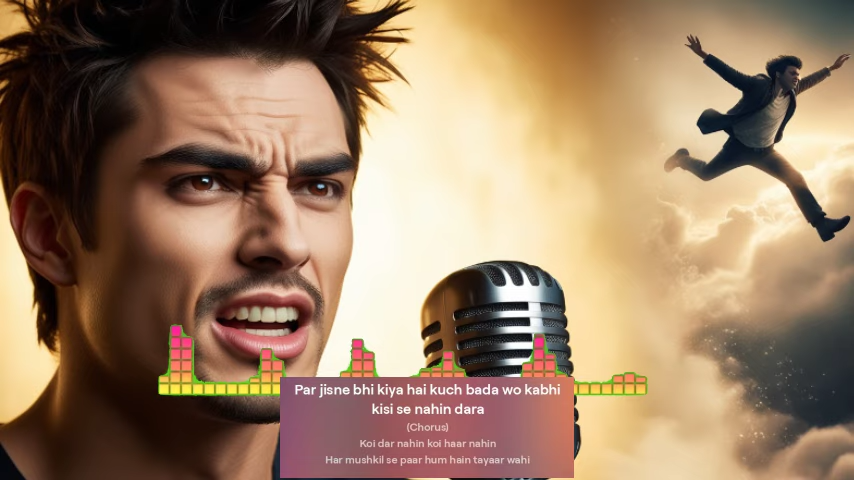 Par jisne bhi kiya hai kuch bada wo kabhi
kisi se nahin dara
(Chorus)
Koi dar nahin koi haar nahin
Har mushkil se paar hum hain tayaar wahi